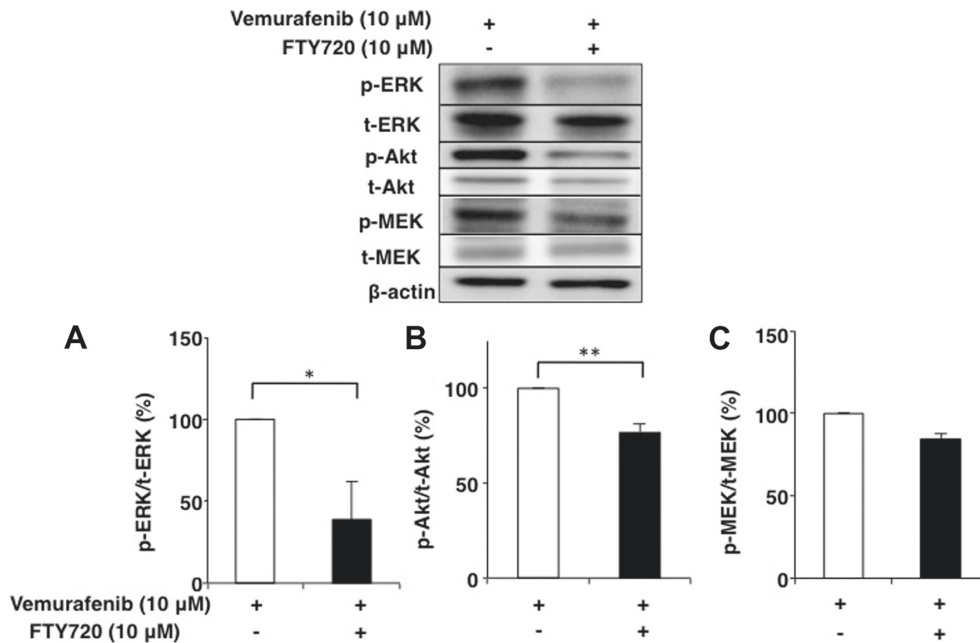 Vemurafenib (10 µM) + +
FTY720 (10 µM) - +
p-ERK
t-ERK
p-Akt
t-Akt
p-MEK
t-MEK
β-actin
A
p-ERK/t-ERK (%)
150
100
50
0
*
B
p-Akt/t-Akt (%)
100
50
0
**
C
p-MEK/t-MEK (%)
150
100
50
0
Vemurafenib (10 µM) + + + + + +
FTY720 (10 µM) - + - + - +